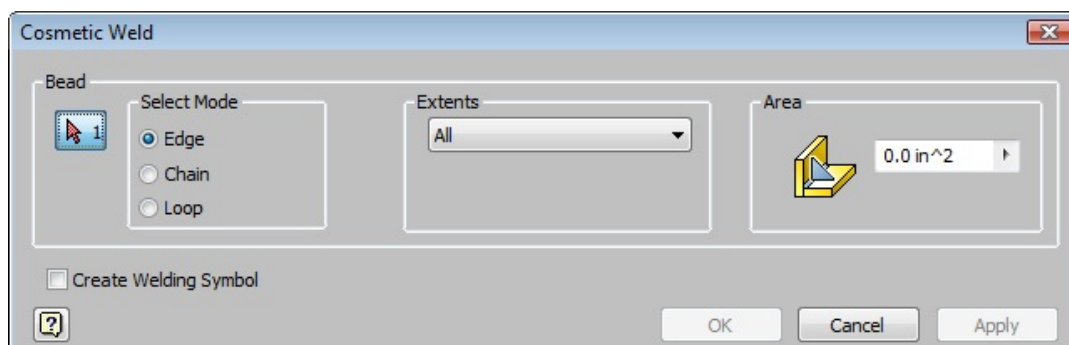 Cosmetic Weld
Bead
1
Select Mode
Edge
Chain
Loop
Extents
All
Area
0.0 in^2
Create Welding Symbol
?
OK
Cancel
Apply